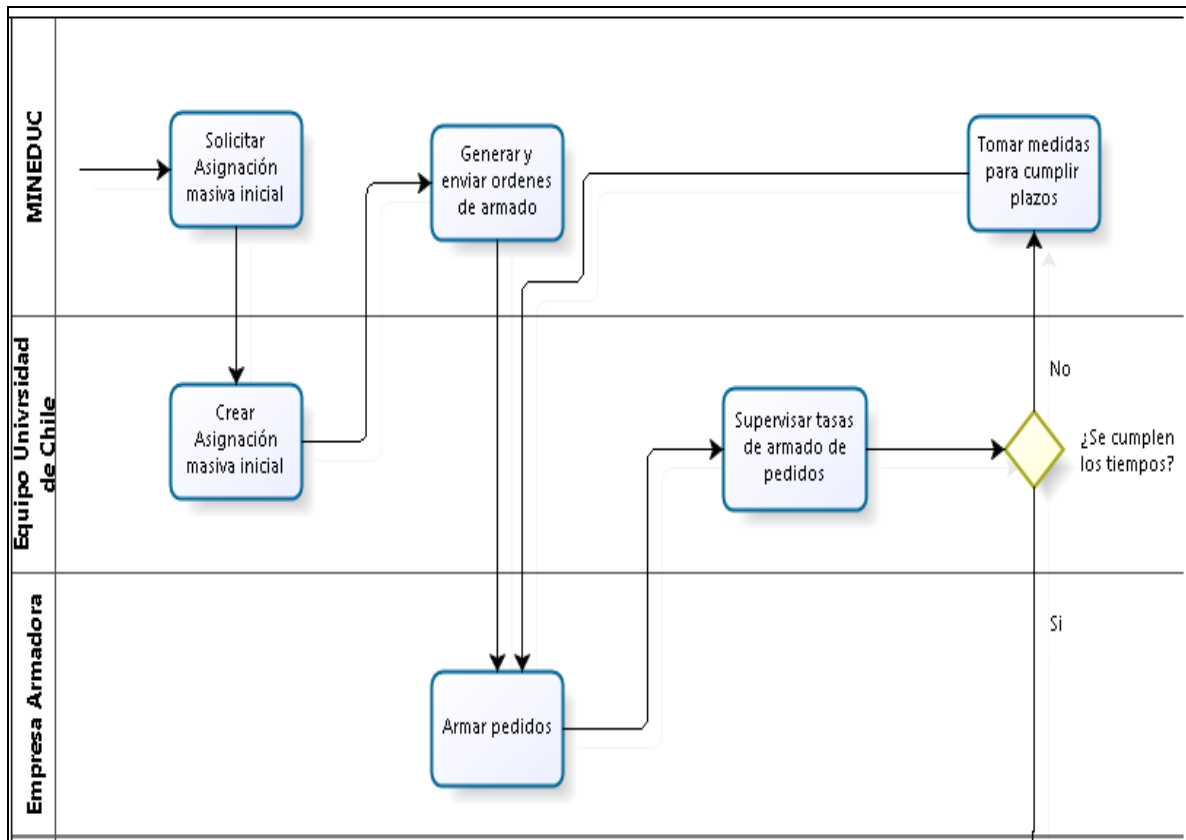 MINEDUC
Solicitar
Asignación
masiva inicial
Generar y
enviar ordenes
de armado
Tomar medidas
para cumplir
plazos
Equipo Univrsidad
de Chile
Crear
Asignación
masiva inicial
Supervisar tasas
de armado de
pedidos
No
¿Se cumplen
los tiempos?
Empresa Armadora
Armar pedidos
Si